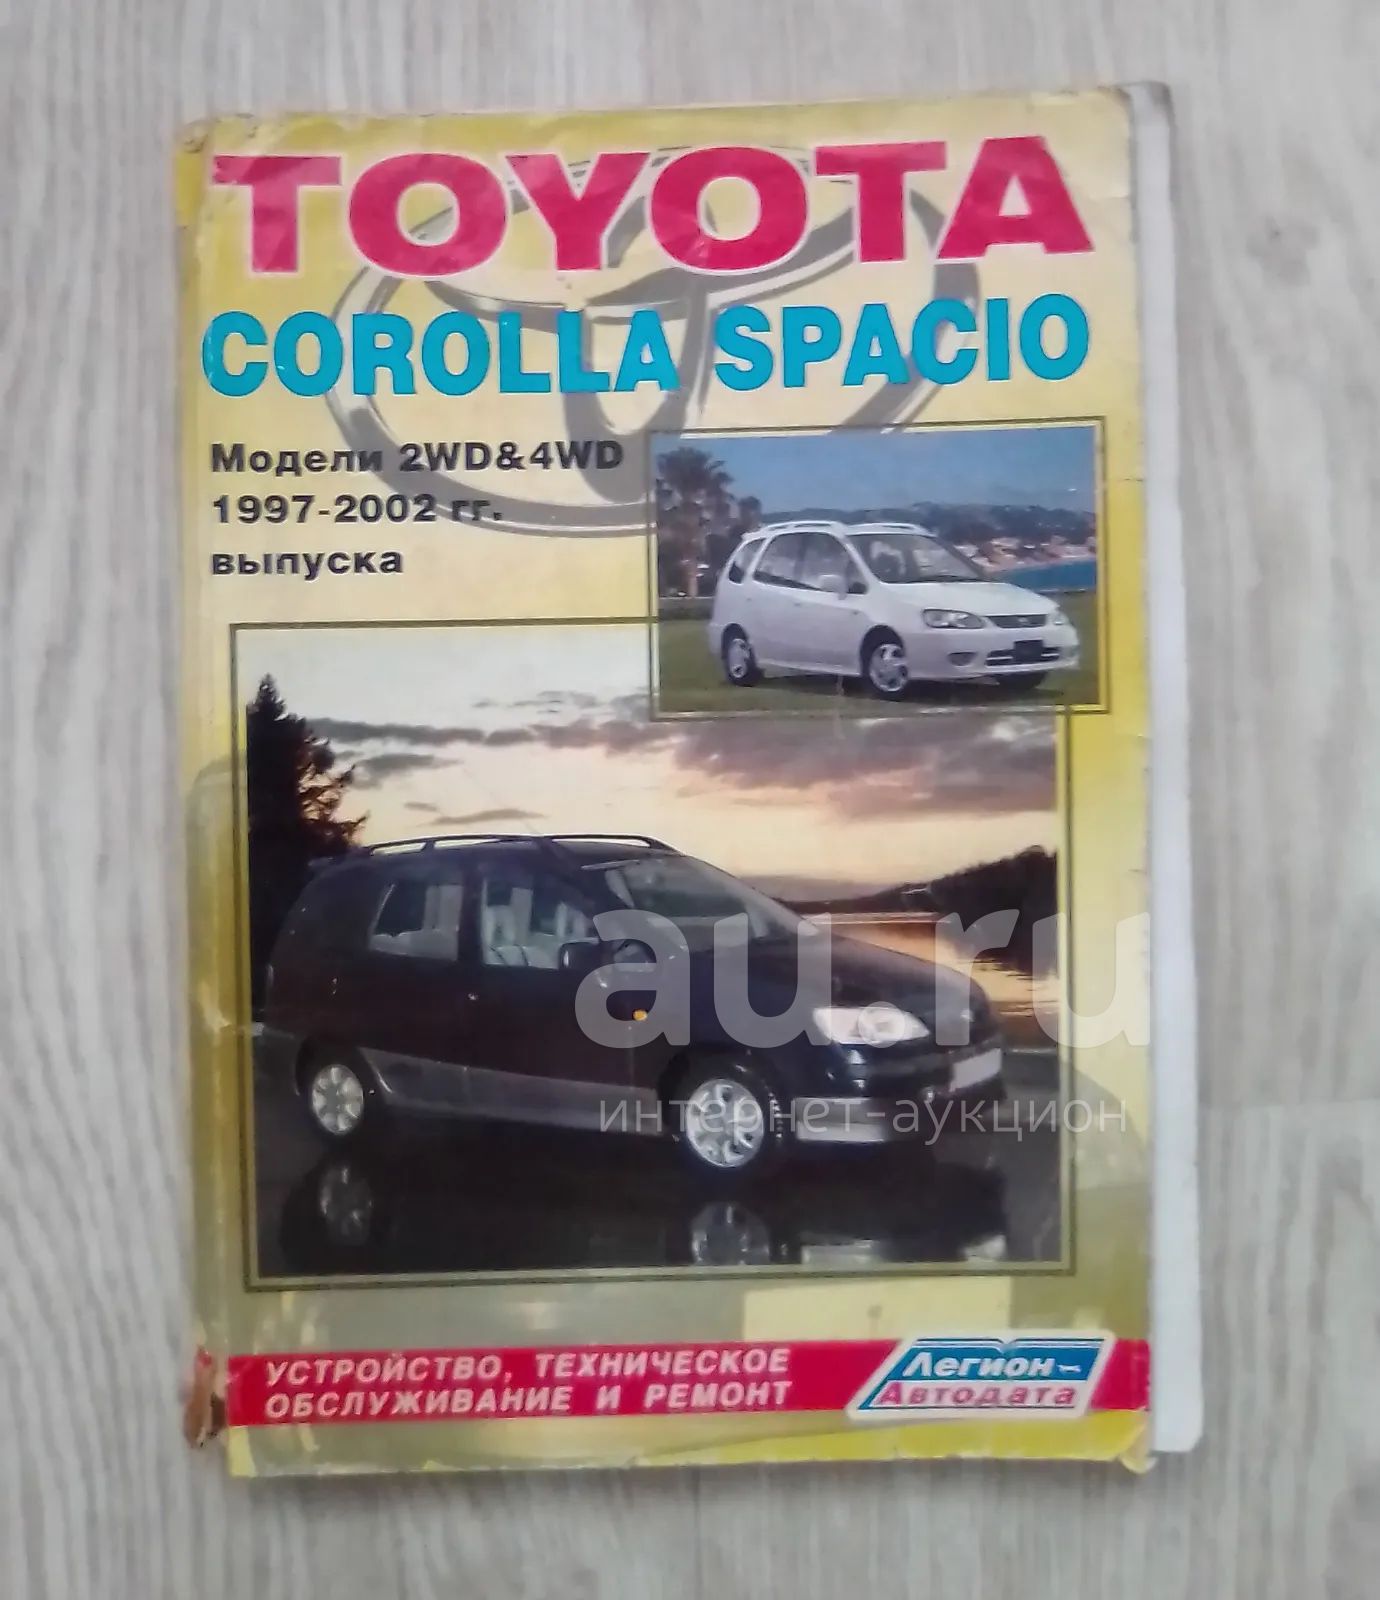 TOYOTA
COROLLA SPACIO
Модели 2WD&4WD
1997-2002 гг.
выпуска
au.ru
интернет-аукцион
УСТРОЙСТВО, ТЕХНИЧЕСКОЕ
ОБСЛУЖИВАНИЕ И РЕМОНТ
Легион-
Автодата